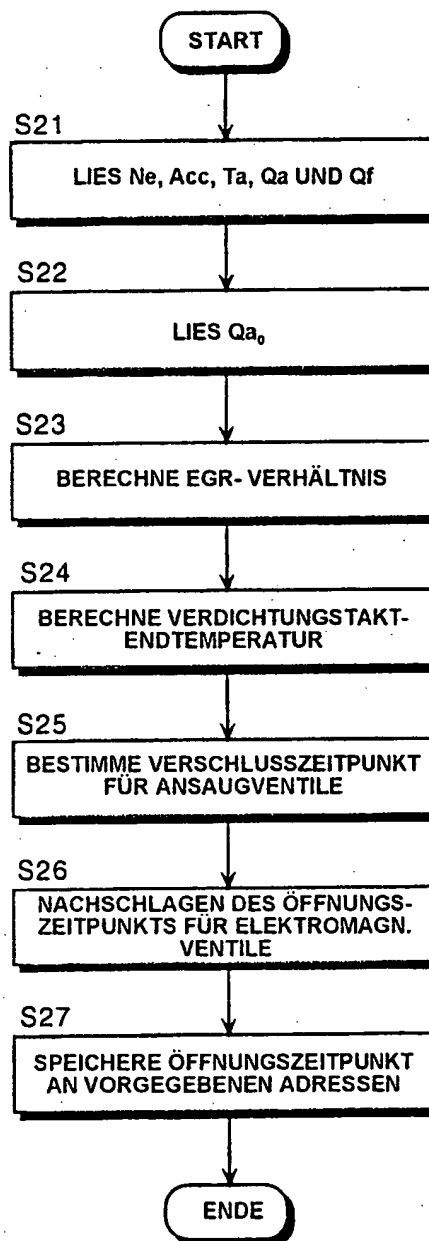 START
S21
LIES Ne, Acc, Ta, Qa UND Qf
S22
LIES Qa₀
S23
BERECHNE EGR- VERHÄLTNIS
S24
BERECHNE VERDICHTUNGSTAKT-
ENDTEMPERATUR
S25
BESTIMME VERSCHLUSSZEITPUNKT
FÜR ANSAUGVENTILE
S26
NACHSCHLAGEN DES ÖFFNUNGS-
ZEITPUNKTS FÜR ELEKTROMAGN.
VENTILE
S27
SPEICHERE ÖFFNUNGSZEITPUNKT
AN VORGEGEBENEN ADRESSEN
ENDE